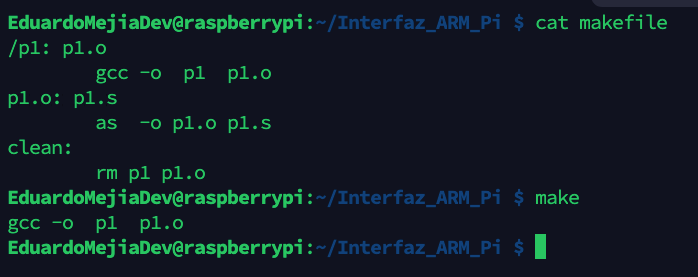 EduardoMejiaDev@raspberrypi:~/Interfaz_ARM_Pi $ cat makefile
/p1: p1.o
        gcc -o  p1  p1.o
p1.o: p1.s
        as  -o p1.o p1.s
clean:
        rm p1 p1.o
EduardoMejiaDev@raspberrypi:~/Interfaz_ARM_Pi $ make
gcc -o  p1  p1.o
EduardoMejiaDev@raspberrypi:~/Interfaz_ARM_Pi $